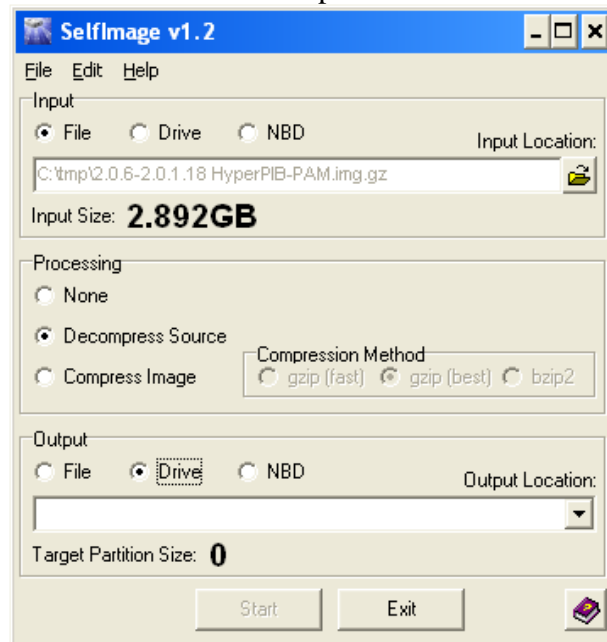 SelfImage v1.2
File Edit Help
Input
File Drive NBD
Input Location:
C:\tmp\2.0.6-2.0.1.18 HyperPIB-PAM.img.gz
Input Size: 2.892GB
Processing
None
Decompress Source
Compress Image
Compression Method
gzip (fast) gzip (best) bzip2
Output
File Drive NBD
Output Location:
Target Partition Size: 0
Start Exit